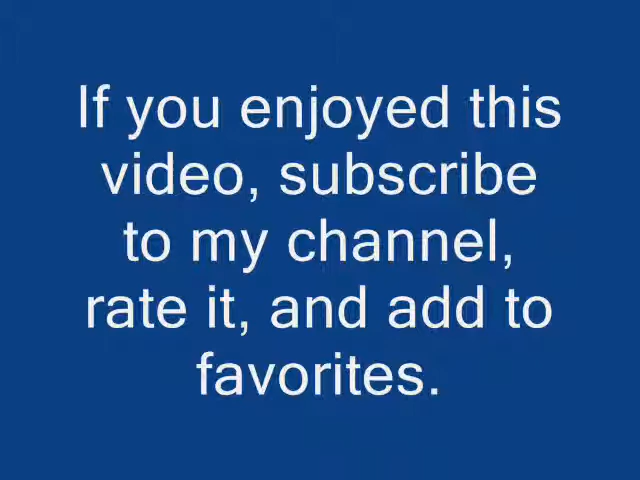 If you enjoyed this
video, subscribe
to my channel,
rate it, and add to
favorites.